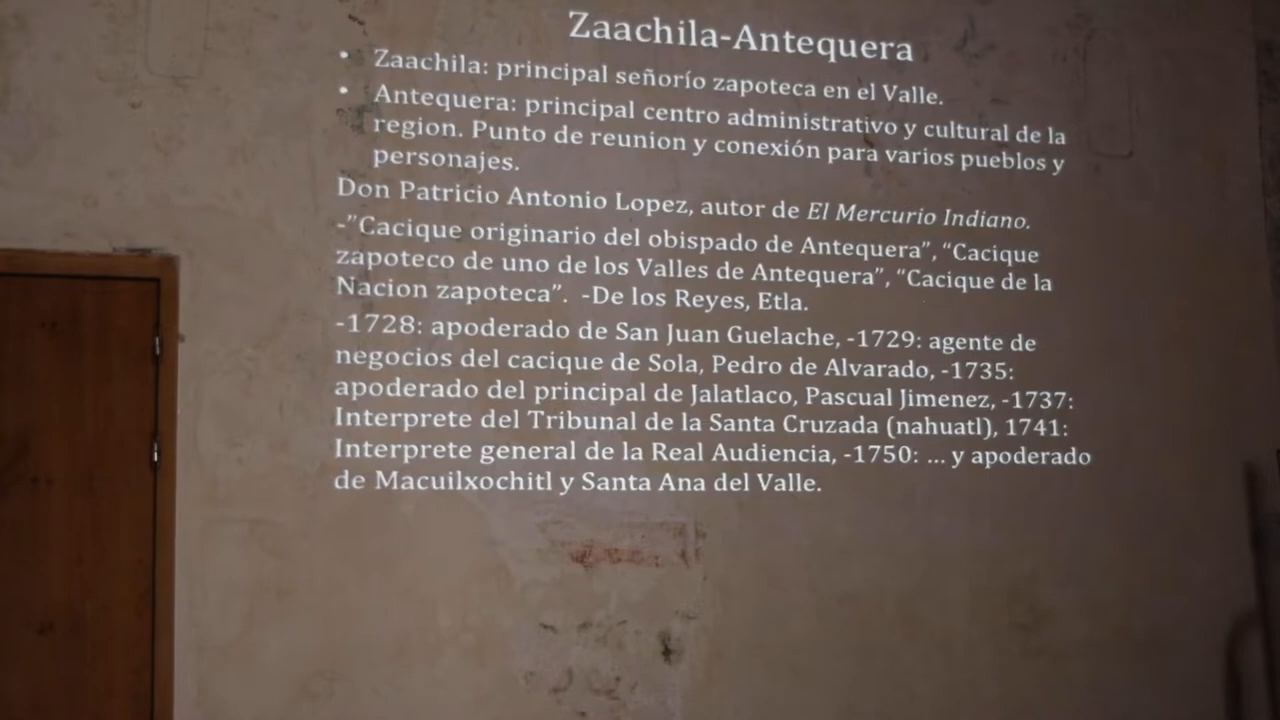 Zaachila-Antequera
• Zaachila: principal señorío zapoteca en el Valle.
• Antequera: principal centro administrativo y cultural de la
region. Punto de reunion y conexión para varios pueblos y
personajes.
Don Patricio Antonio Lopez, autor de El Mercurio Indiano.
-”Cacique originario del obispado de Antequera”, “Cacique
zapoteco de uno de los Valles de Antequera”, “Cacique de la
Nacion zapoteca”. -De los Reyes, Etla.
-1728: apoderado de San Juan Guelache, -1729: agente de
negocios del cacique de Sola, Pedro de Alvarado, -1735:
apoderado del principal de Jalatlaco, Pascual Jimenez, -1737:
Interprete del Tribunal de la Santa Cruzada (nahuatl), 1741:
Interprete general de la Real Audiencia, -1750: ... y apoderado
de Macuilxochitl y Santa Ana del Valle.